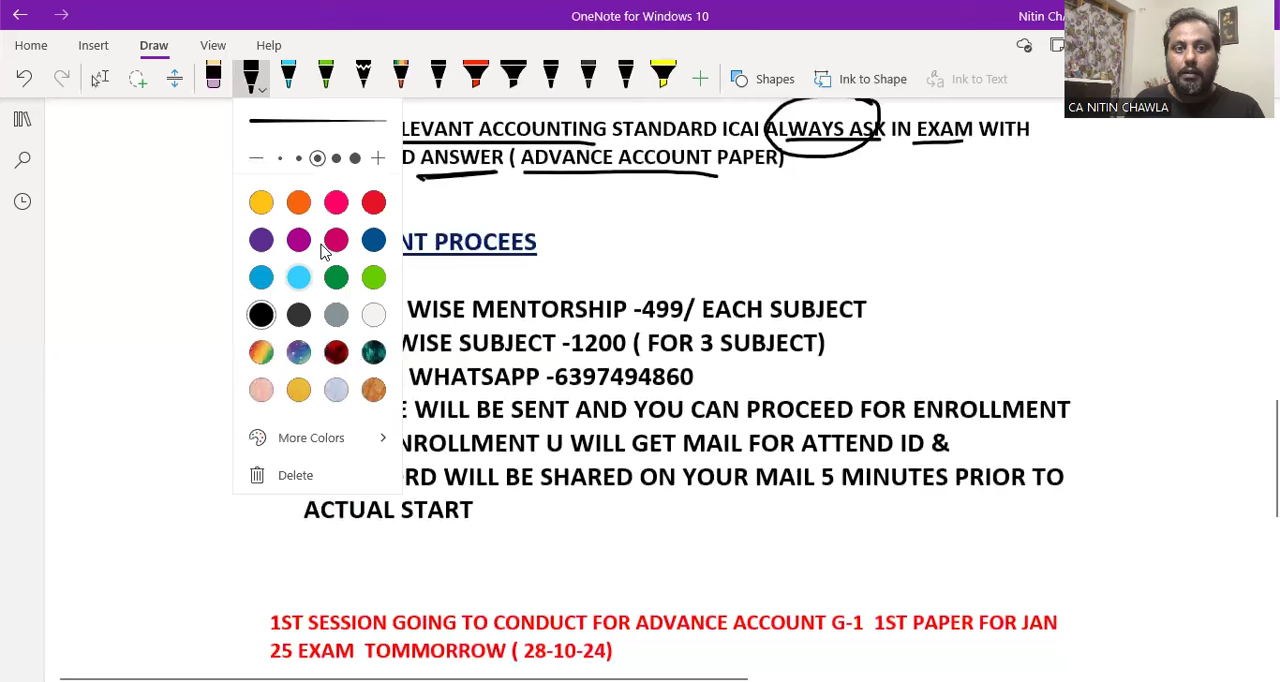 OneNote for Windows 10
Nitin
Home Insert Draw View Help
Shapes Ink to Shape Ink to Text
CA NITIN CHAWLA
LEVANT ACCOUNTING STANDARD ICAI ALWAYS ASK IN EXAM WITH
D ANSWER ( ADVANCE ACCOUNT PAPER)
NT PROCEES
WISE MENTORSHIP -499/ EACH SUBJECT
WISE SUBJECT -1200 ( FOR 3 SUBJECT)
WHATSAPP -6397494860
E WILL BE SENT AND YOU CAN PROCEED FOR ENROLLMENT
NROLLMENT U WILL GET MAIL FOR ATTEND ID &
RD WILL BE SHARED ON YOUR MAIL 5 MINUTES PRIOR TO
ACTUAL START
More Colors
Delete
1ST SESSION GOING TO CONDUCT FOR ADVANCE ACCOUNT G-1 1ST PAPER FOR JAN
25 EXAM TOMMORROW ( 28-10-24)